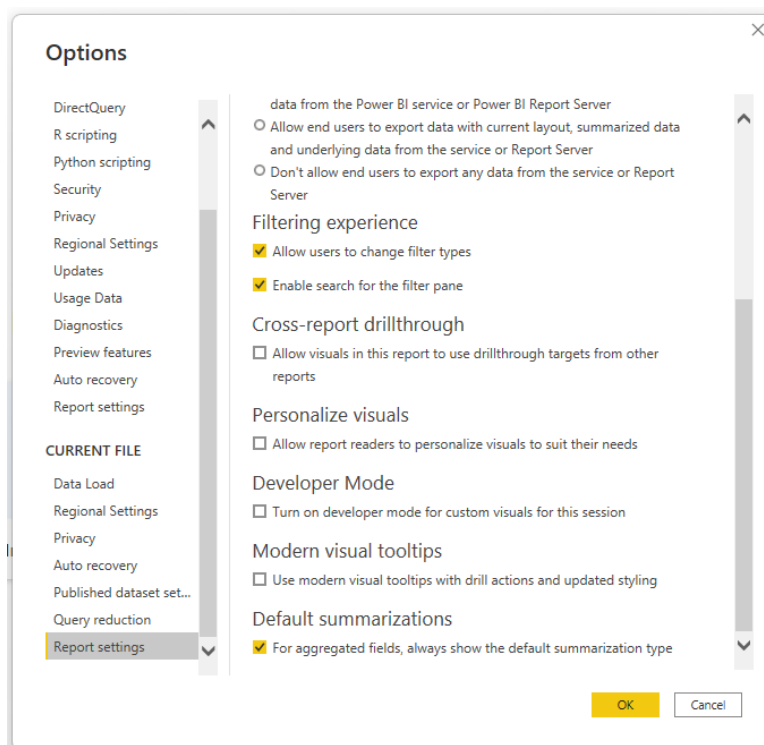 Options
DirectQuery
R scripting
Python scripting
Security
Privacy
Regional Settings
Updates
Usage Data
Diagnostics
Preview features
Auto recovery
Report settings
CURRENT FILE
Data Load
Regional Settings
Privacy
Auto recovery
Published dataset set...
Query reduction
Report settings
data from the Power BI service or Power BI Report Server
Allow end users to export data with current layout, summarized data
and underlying data from the service or Report Server
Don't allow end users to export any data from the service or Report
Server
Filtering experience
Allow users to change filter types
Enable search for the filter pane
Cross-report drillthrough
Allow visuals in this report to use drillthrough targets from other
reports
Personalize visuals
Allow report readers to personalize visuals to suit their needs
Developer Mode
Turn on developer mode for custom visuals for this session
Modern visual tooltips
Use modern visual tooltips with drill actions and updated styling
Default summarizations
For aggregated fields, always show the default summarization type
OK
Cancel